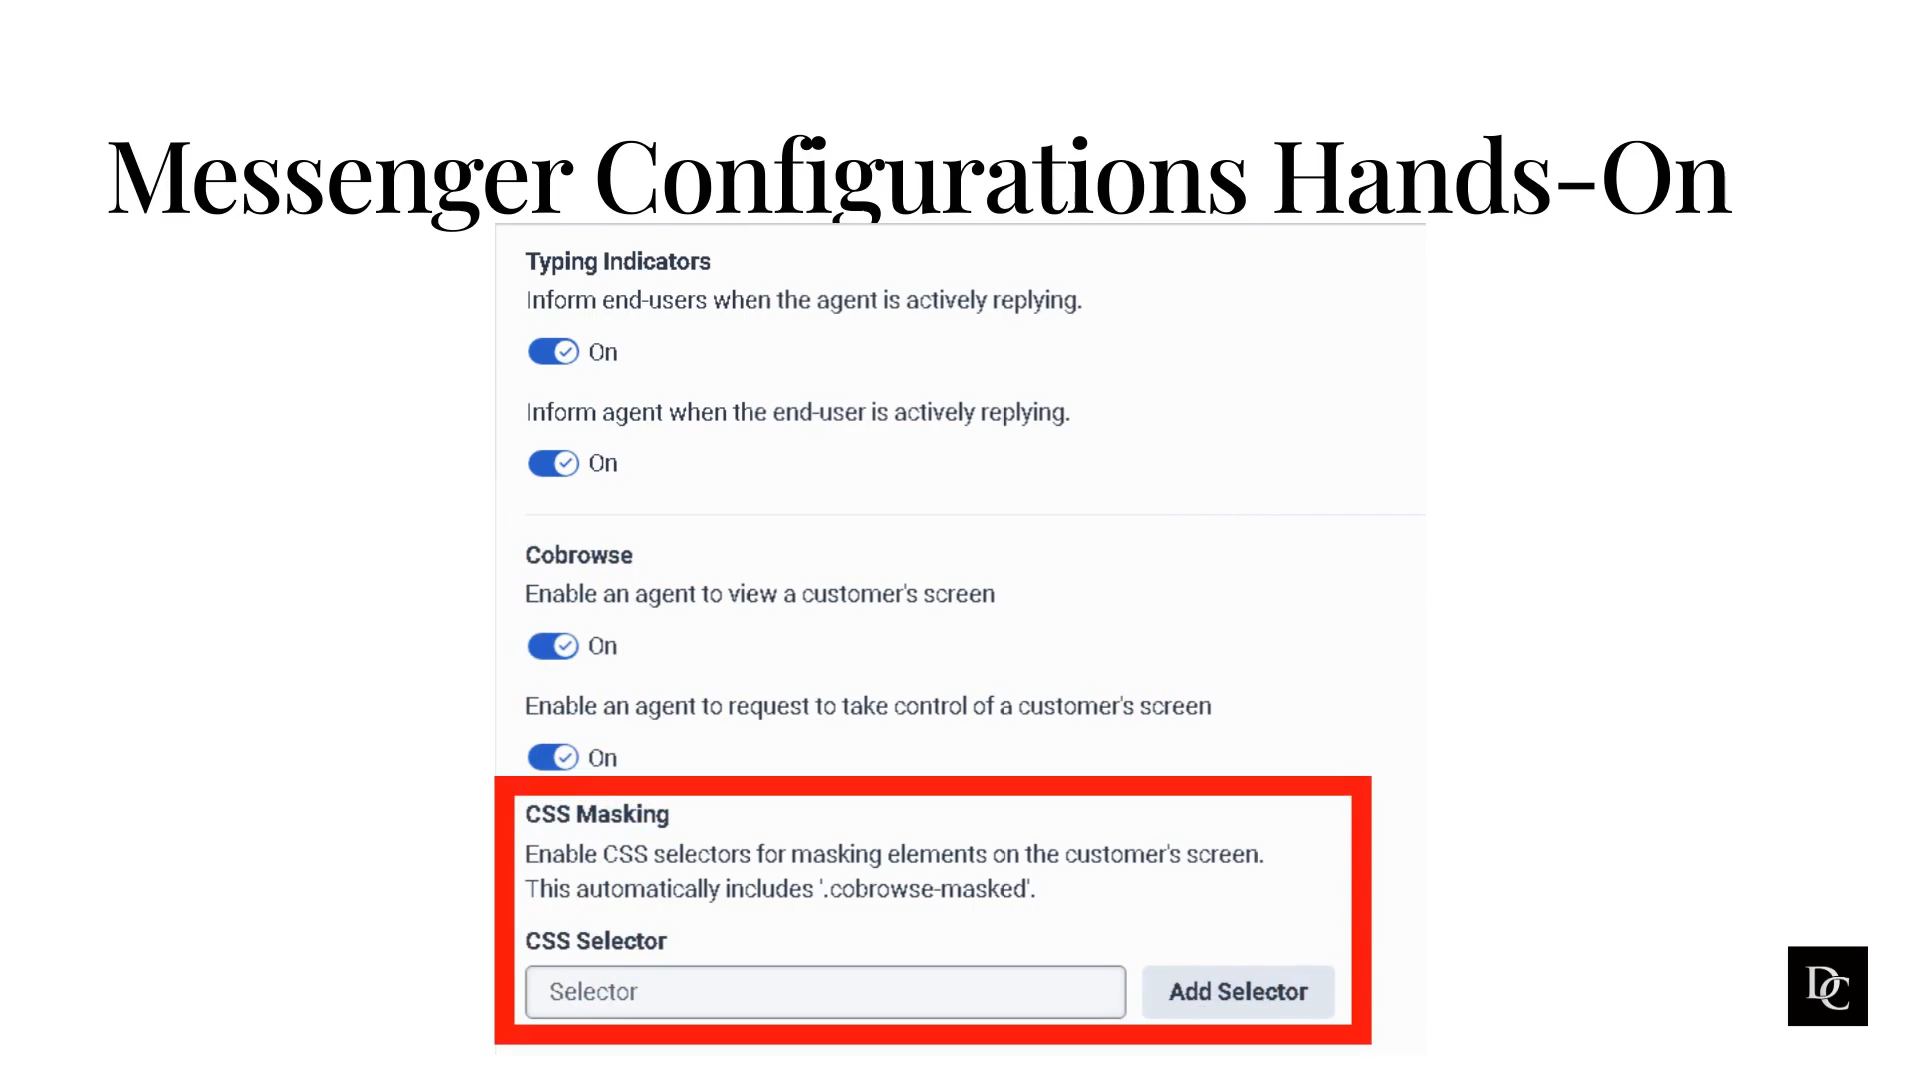 Messenger Configurations Hands-On
Typing Indicators
Inform end-users when the agent is actively replying.
On
Inform agent when the end-user is actively replying.
On
Cobrowse
Enable an agent to view a customer's screen
On
Enable an agent to request to take control of a customer's screen
On
CSS Masking
Enable CSS selectors for masking elements on the customer's screen.
This automatically includes '.cobrowse-masked'.
CSS Selector
Selector
Add Selector
DC